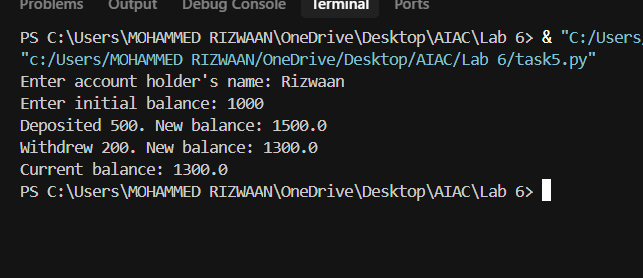 Problems Output Debug Console Terminal Ports
PS C:\Users\MOHAMMED RIZWAAN\OneDrive\Desktop\AIAC\Lab 6> & "C:/Users/
"c:/Users/MOHAMMED RIZWAAN/OneDrive/Desktop/AIAC/Lab 6/task5.py"
Enter account holder's name: Rizwaan
Enter initial balance: 1000
Deposited 500. New balance: 1500.0
Withdrew 200. New balance: 1300.0
Current balance: 1300.0
PS C:\Users\MOHAMMED RIZWAAN\OneDrive\Desktop\AIAC\Lab 6>